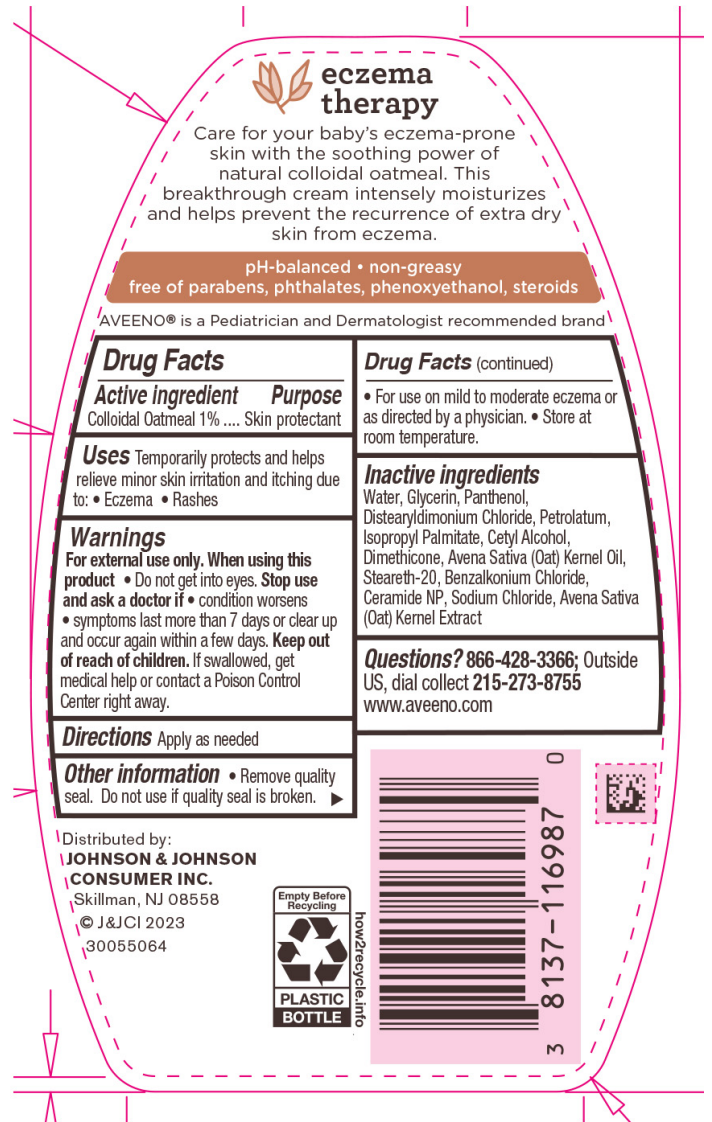 eczema
therapy
Care for your baby's eczema-prone
skin with the soothing power of
natural colloidal oatmeal. This
breakthrough cream intensely moisturizes
and helps prevent the recurrence of extra dry
skin from eczema.
pH-balanced • non-greasy
free of parabens, phthalates, phenoxyethanol, steroids
AVEENO® is a Pediatrician and Dermatologist recommended brand
Drug Facts
Active ingredient Purpose
Colloidal Oatmeal 1% .... Skin protectant
Uses Temporarily protects and helps
relieve minor skin irritation and itching due
to: • Eczema • Rashes
Warnings
For external use only. When using this
product • Do not get into eyes. Stop use
and ask a doctor if • condition worsens
• symptoms last more than 7 days or clear up
and occur again within a few days. Keep out
of reach of children. If swallowed, get
medical help or contact a Poison Control
Center right away.
Directions Apply as needed
Other information • Remove quality
seal. Do not use if quality seal is broken. ▶
Drug Facts (continued)
• For use on mild to moderate eczema or
as directed by a physician. • Store at
room temperature.
Inactive ingredients
Water, Glycerin, Panthenol,
Distearyldimonium Chloride, Petrolatum,
Isopropyl Palmitate, Cetyl Alcohol,
Dimethicone, Avena Sativa (Oat) Kernel Oil,
Steareth-20, Benzalkonium Chloride,
Ceramide NP, Sodium Chloride, Avena Sativa
(Oat) Kernel Extract
Questions? 866-428-3366; Outside
US, dial collect 215-273-8755
www.aveeno.com
Distributed by:
JOHNSON & JOHNSON
CONSUMER INC.
Skillman, NJ 08558
© J&JCI 2023
30055064
Empty Before
Recycling
PLASTIC
BOTTLE
how2recycle.info
3 8137-116987 0